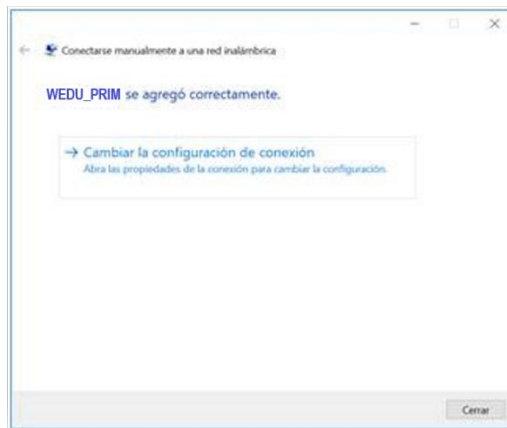 Conectarse manualmente a una red inalámbrica
WEDU_PRIM se agregó correctamente.
→ Cambiar la configuración de conexión
Abra las propiedades de la conexión para cambiar la configuración.
Cerrar